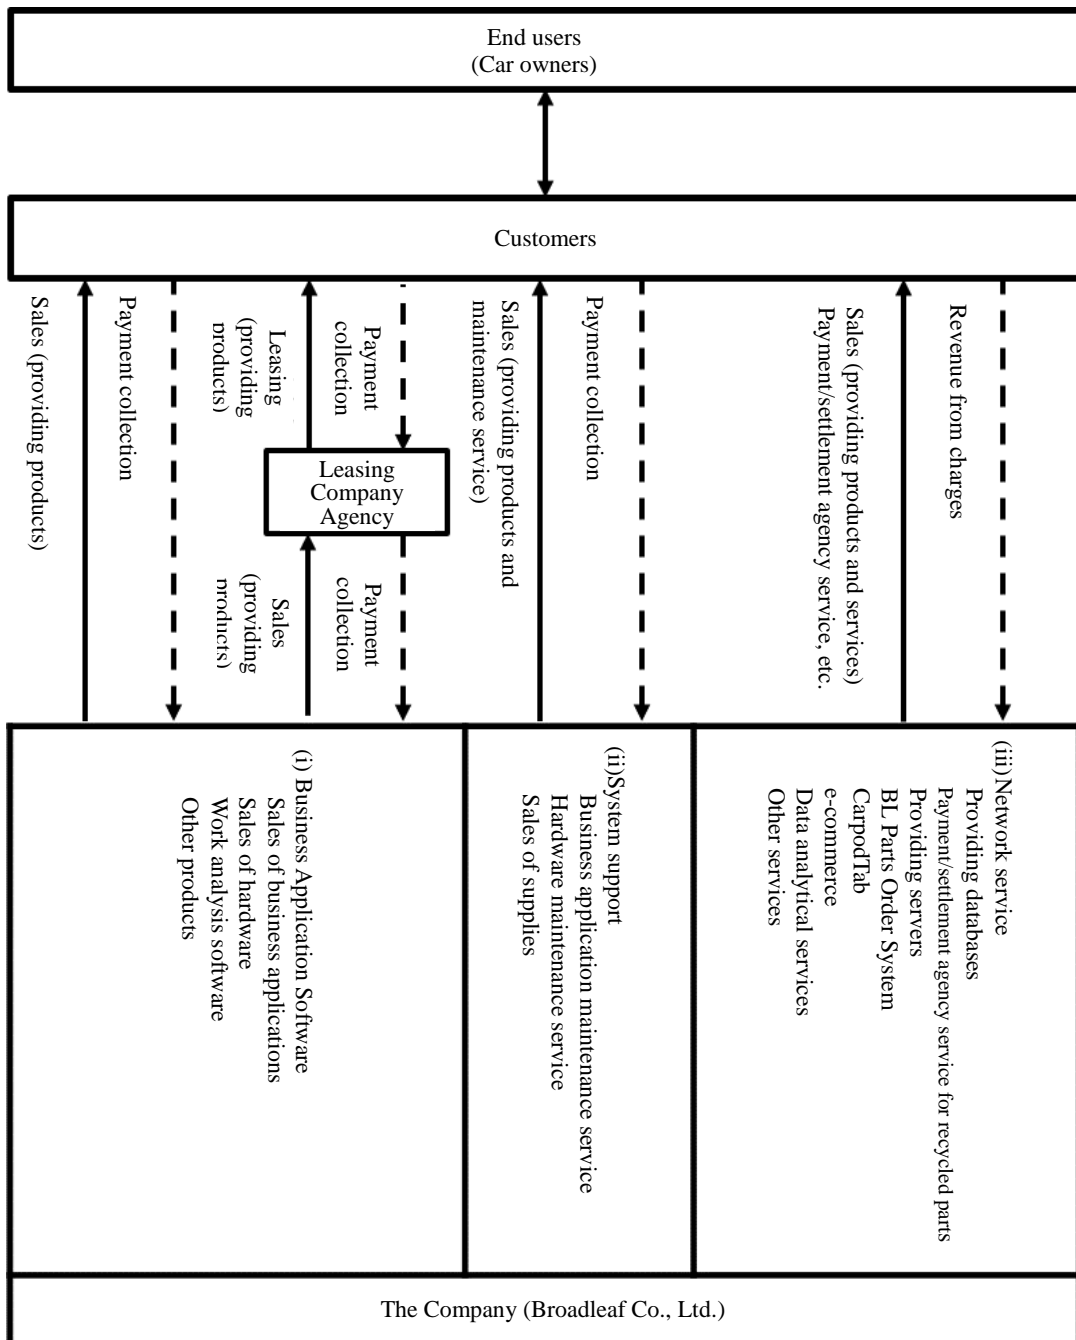 End users
(Car owners)
Customers
Sales (providing products)
Payment collection
Leasing
(providing
products)
Payment
collection
Sales (providing products and
maintenance service)
Payment collection
Sales (providing products and services)
Payment/settlement agency service, etc.
Revenue from charges
Leasing
Company
Agency
Sales
(providing
products)
Payment
collection
(i) Business Application Software
Sales of business applications
Sales of hardware
Work analysis software
Other products
(ii)System support
Business application maintenance service
Hardware maintenance service
Sales of supplies
(iii)Network service
Providing databases
Payment/settlement agency service for recycled parts
Providing servers
BL Parts Order System
CarpodTab
e-commerce
Data analytical services
Other services
The Company (Broadleaf Co., Ltd.)